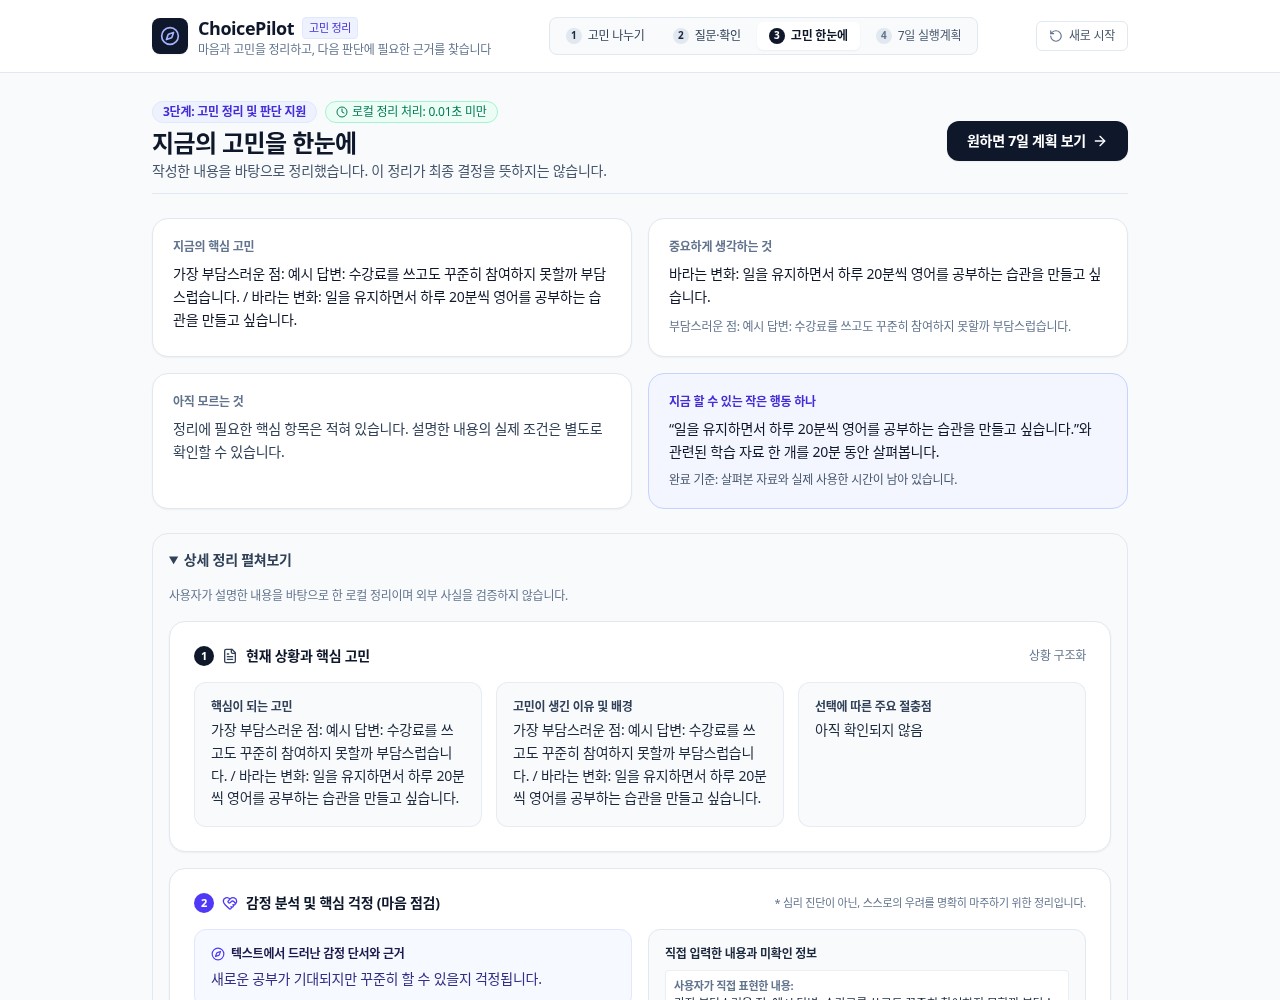 ChoicePilot 고민 정리
마음과 고민을 정리하고, 다음 판단에 필요한 근거를 찾습니다
1 고민 나누기
2 질문·확인
3 고민 한눈에
4 7일 실행계획
새로 시작
3단계: 고민 정리 및 판단 지원
로컬 정리 처리: 0.01초 미만
지금의 고민을 한눈에
작성한 내용을 바탕으로 정리했습니다. 이 정리가 최종 결정을 뜻하지는 않습니다.
원하면 7일 계획 보기 →
지금의 핵심 고민
가장 부담스러운 점: 예시 답변: 수강료를 쓰고도 꾸준히 참여하지 못할까 부담
스럽습니다. / 바라는 변화: 일을 유지하면서 하루 20분씩 영어를 공부하는 습
관을 만들고 싶습니다.
중요하게 생각하는 것
바라는 변화: 일을 유지하면서 하루 20분씩 영어를 공부하는 습관을 만들고 싶
습니다.
부담스러운 점: 예시 답변: 수강료를 쓰고도 꾸준히 참여하지 못할까 부담스럽습니다.
아직 모르는 것
정리에 필요한 핵심 항목은 적혀 있습니다. 설명한 내용의 실제 조건은 별도로
확인할 수 있습니다.
지금 할 수 있는 작은 행동 하나
“일을 유지하면서 하루 20분씩 영어를 공부하는 습관을 만들고 싶습니다.”와
관련된 학습 자료 한 개를 20분 동안 살펴봅니다.
완료 기준: 살펴본 자료와 실제 사용한 시간이 남아 있습니다.
▼ 상세 정리 펼쳐보기
사용자가 설명한 내용을 바탕으로 한 로컬 정리이며 외부 사실을 검증하지 않습니다.
1 현재 상황과 핵심 고민
상황 구조화
핵심이 되는 고민
가장 부담스러운 점: 예시 답변: 수강료를 쓰
고도 꾸준히 참여하지 못할까 부담스럽습니
다. / 바라는 변화: 일을 유지하면서 하루 20분
씩 영어를 공부하는 습관을 만들고 싶습니다.
고민이 생긴 이유 및 배경
가장 부담스러운 점: 예시 답변: 수강료를 쓰
고도 꾸준히 참여하지 못할까 부담스럽습니
다. / 바라는 변화: 일을 유지하면서 하루 20분
씩 영어를 공부하는 습관을 만들고 싶습니다.
선택에 따른 주요 절충점
아직 확인되지 않음
2 감정 분석 및 핵심 걱정 (마음 점검)
* 심리 진단이 아닌, 스스로의 우려를 명확히 마주하기 위한 정리입니다.
텍스트에서 드러난 감정 단서와 근거
새로운 공부가 기대되지만 꾸준히 할 수 있을지 걱정됩니다.
직접 입력한 내용과 미확인 정보
사용자가 직접 표현한 내용: